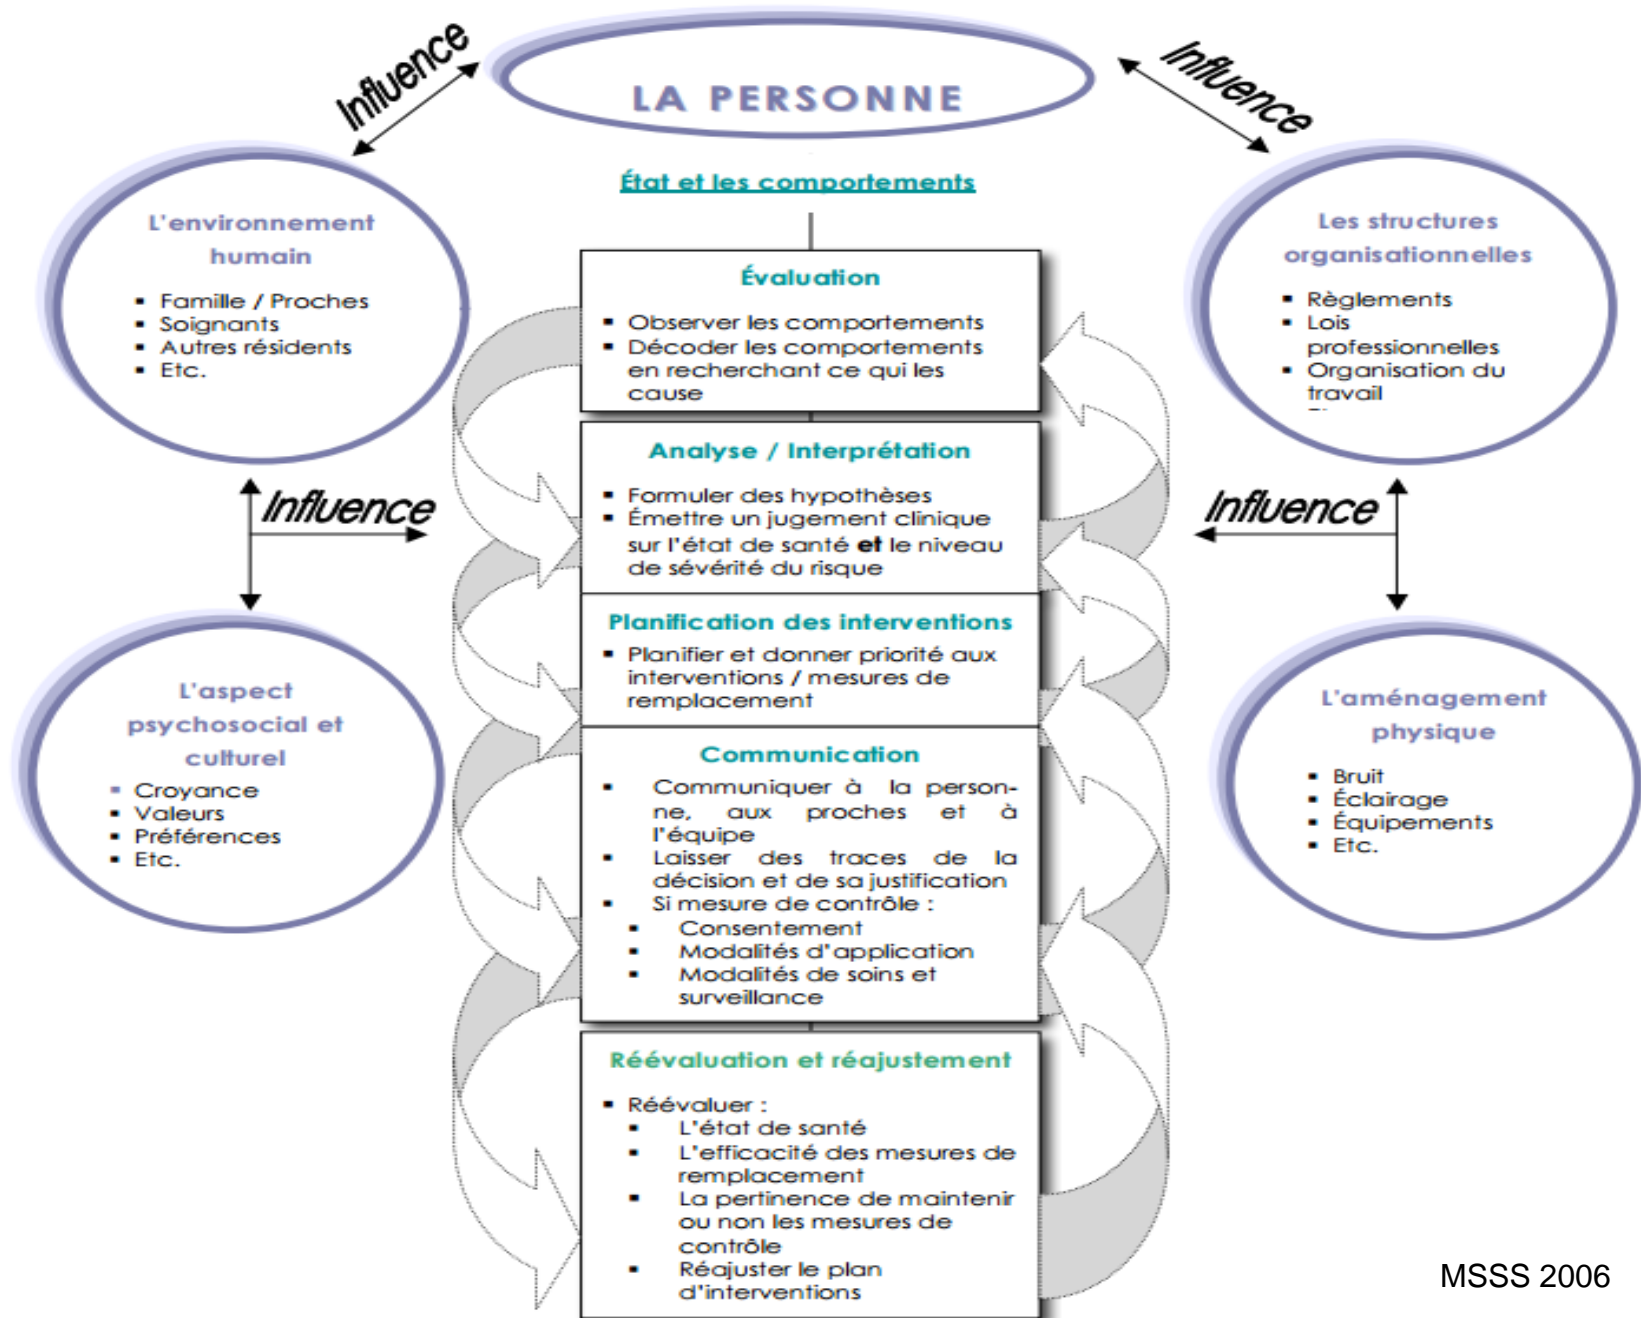 Influence
LA PERSONNE
Influence
État et les comportements
L'environnement
humain
▪ Famille / Proches
▪ Soignants
▪ Autres résidents
▪ Etc.
Les structures
organisationnelles
▪ Règlements
▪ Lois
professionnelles
▪ Organisation du
travail
Évaluation
▪ Observer les comportements
▪ Décoder les comportements
en recherchant ce qui les
cause
Analyse / Interprétation
▪ Formuler des hypothèses
▪ Émettre un jugement clinique
sur l'état de santé et le niveau
de sévérité du risque
Influence
Influence
Planification des interventions
▪ Planifier et donner priorité aux
interventions / mesures de
remplacement
L'aspect
psychosocial et
culturel
▪ Croyance
▪ Valeurs
▪ Préférences
▪ Etc.
L'aménagement
physique
▪ Bruit
▪ Éclairage
▪ Équipements
▪ Etc.
Communication
▪ Communiquer à la person-
ne, aux proches et à
l'équipe
▪ Laisser des traces de la
décision et de sa justification
▪ Si mesure de contrôle :
▪ Consentement
▪ Modalités d'application
▪ Modalités de soins et
surveillance
Réévaluation et réajustement
▪ Réévaluer :
▪ L'état de santé
▪ L'efficacité des mesures de
remplacement
▪ La pertinence de maintenir
ou non les mesures de
contrôle
▪ Réajuster le plan
d'interventions
MSSS 2006